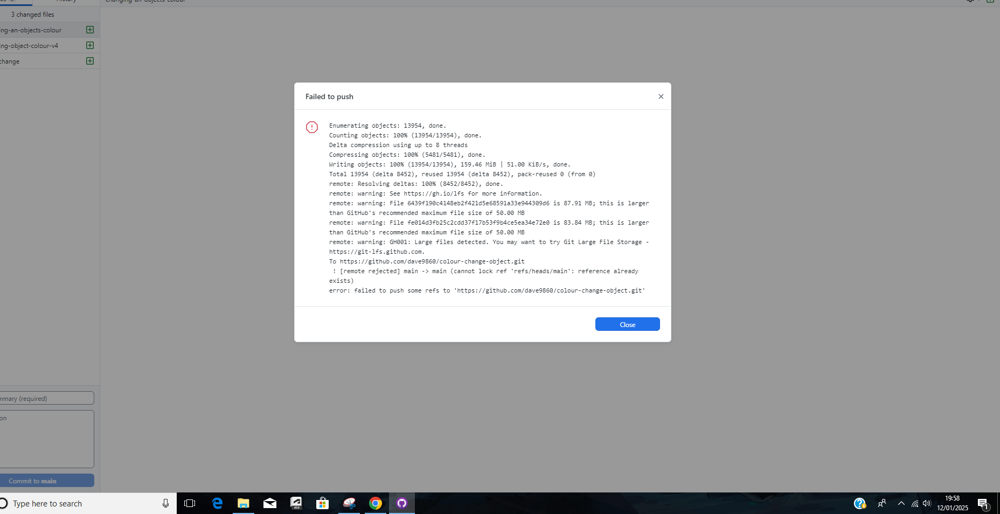 History
changing-an-objects-colour
3 changed files
ing-an-objects-colour
ing-object-colour-v4
change
Failed to push
Enumerating objects: 13954, done.
Counting objects: 100% (13954/13954), done.
Delta compression using up to 8 threads
Compressing objects: 100% (5481/5481), done.
Writing objects: 100% (13954/13954), 159.46 MiB | 51.00 KiB/s, done.
Total 13954 (delta 8452), reused 13954 (delta 8452), pack-reused 0 (from 0)
remote: Resolving deltas: 100% (8452/8452), done.
remote: warning: See https://gh.io/lfs for more information.
remote: warning: File 6439f190c4148eb2f421d5e68591a33e944309d6 is 87.91 MB; this is larger
than GitHub's recommended maximum file size of 50.00 MB
remote: warning: File fe014d3fb25c2cdd37f17b53f9b4ce5ea34e72e0 is 83.84 MB; this is larger
than GitHub's recommended maximum file size of 50.00 MB
remote: warning: GH001: Large files detected. You may want to try Git Large File Storage -
https://git-lfs.github.com.
To https://github.com/dave9860/colour-change-object.git
! [remote rejected] main -> main (cannot lock ref 'refs/heads/main': reference already
exists)
error: failed to push some refs to 'https://github.com/dave9860/colour-change-object.git'
Close
mmary (required)
on
Commit to main
Type here to search
ACS
19:58
12/01/2025
1